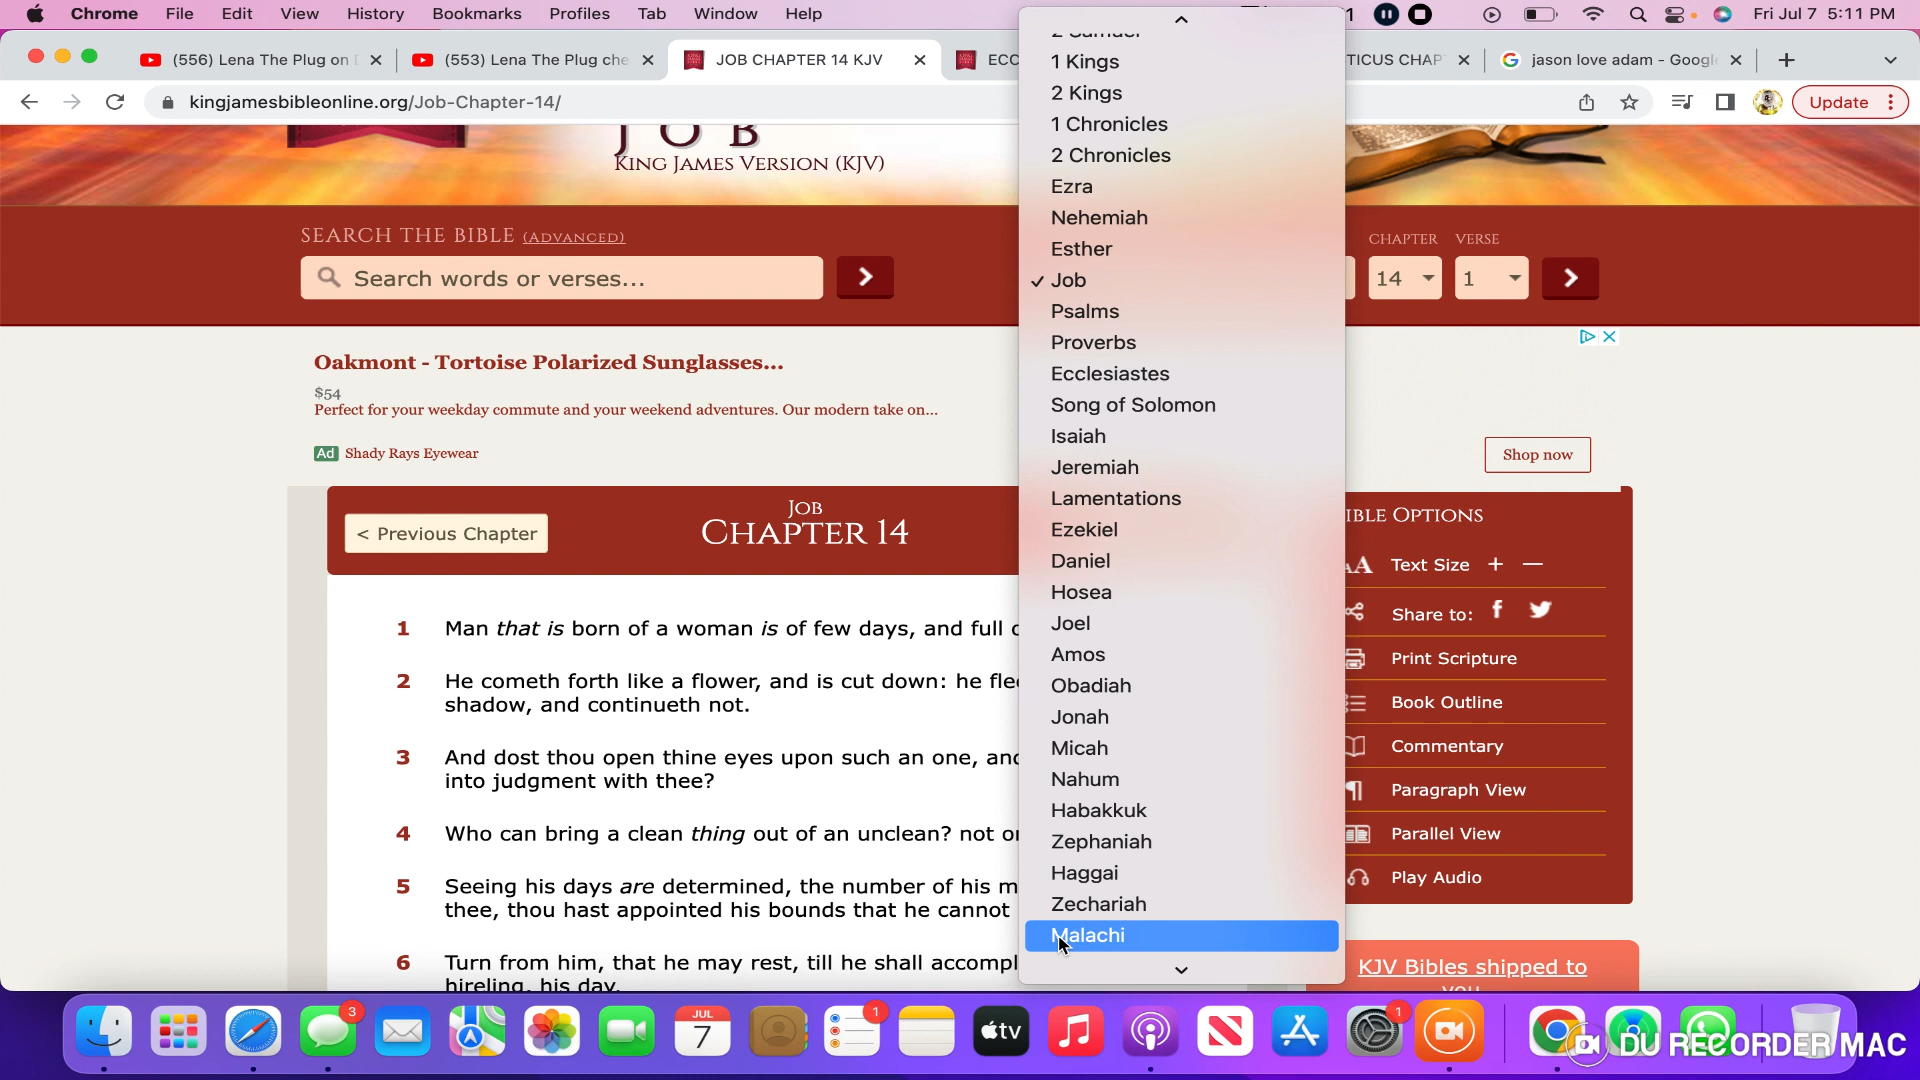 Chrome File Edit View History Bookmarks Profiles Tab Window Help
Fri Jul 7 5:11 PM
(556) Lena The Plug on
(553) Lena The Plug che
JOB CHAPTER 14 KJV
ECC
TICUS CHAP
jason love adam - Googl
kingjamesbibleonline.org/Job-Chapter-14/
Update
JOB
King James Version (KJV)
SEARCH THE BIBLE (ADVANCED)
Search words or verses...
CHAPTER VERSE
14 1
2 Samuel
1 Kings
2 Kings
1 Chronicles
2 Chronicles
Ezra
Nehemiah
Esther
✓ Job
Psalms
Proverbs
Ecclesiastes
Song of Solomon
Isaiah
Jeremiah
Lamentations
Ezekiel
Daniel
Hosea
Joel
Amos
Obadiah
Jonah
Micah
Nahum
Habakkuk
Zephaniah
Haggai
Zechariah
Malachi
Oakmont - Tortoise Polarized Sunglasses...
$54
Perfect for your weekday commute and your weekend adventures. Our modern take on...
Ad Shady Rays Eyewear
Shop now
< Previous Chapter
Job
Chapter 14
1 Man that is born of a woman is of few days, and full
2 He cometh forth like a flower, and is cut down: he
shadow, and continueth not.
3 And dost thou open thine eyes upon such an one,
into judgment with thee?
4 Who can bring a clean thing out of an unclean? not
5 Seeing his days are determined, the number of his
thee, thou hast appointed his bounds that he cannot
6 Turn from him, that he may rest, till he shall
hireling, his day.
IBLE OPTIONS
Text Size + —
Share to:
Print Scripture
Book Outline
Commentary
Paragraph View
Parallel View
Play Audio
KJV Bibles shipped to
you
3
JUL
7
1
tv
1
DU RECORDER MAC